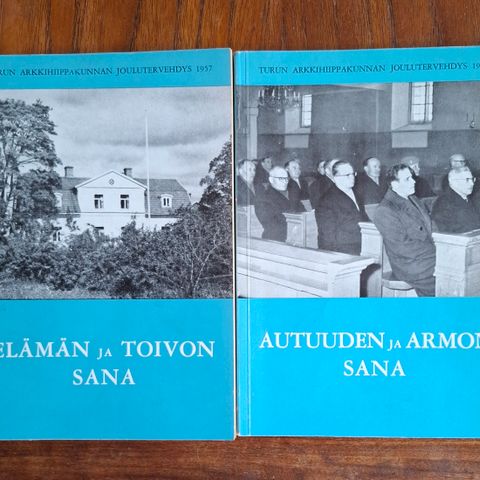 TURUN ARKKIHIIPPAKUNNAN JOULUTERVEHDYS 1957
ELÄMÄN JA TOIVON
SANA
TURUN ARKKIHIIPPAKUNNAN JOULUTERVEHDYS
AUTUUDEN JA ARMON
SANA